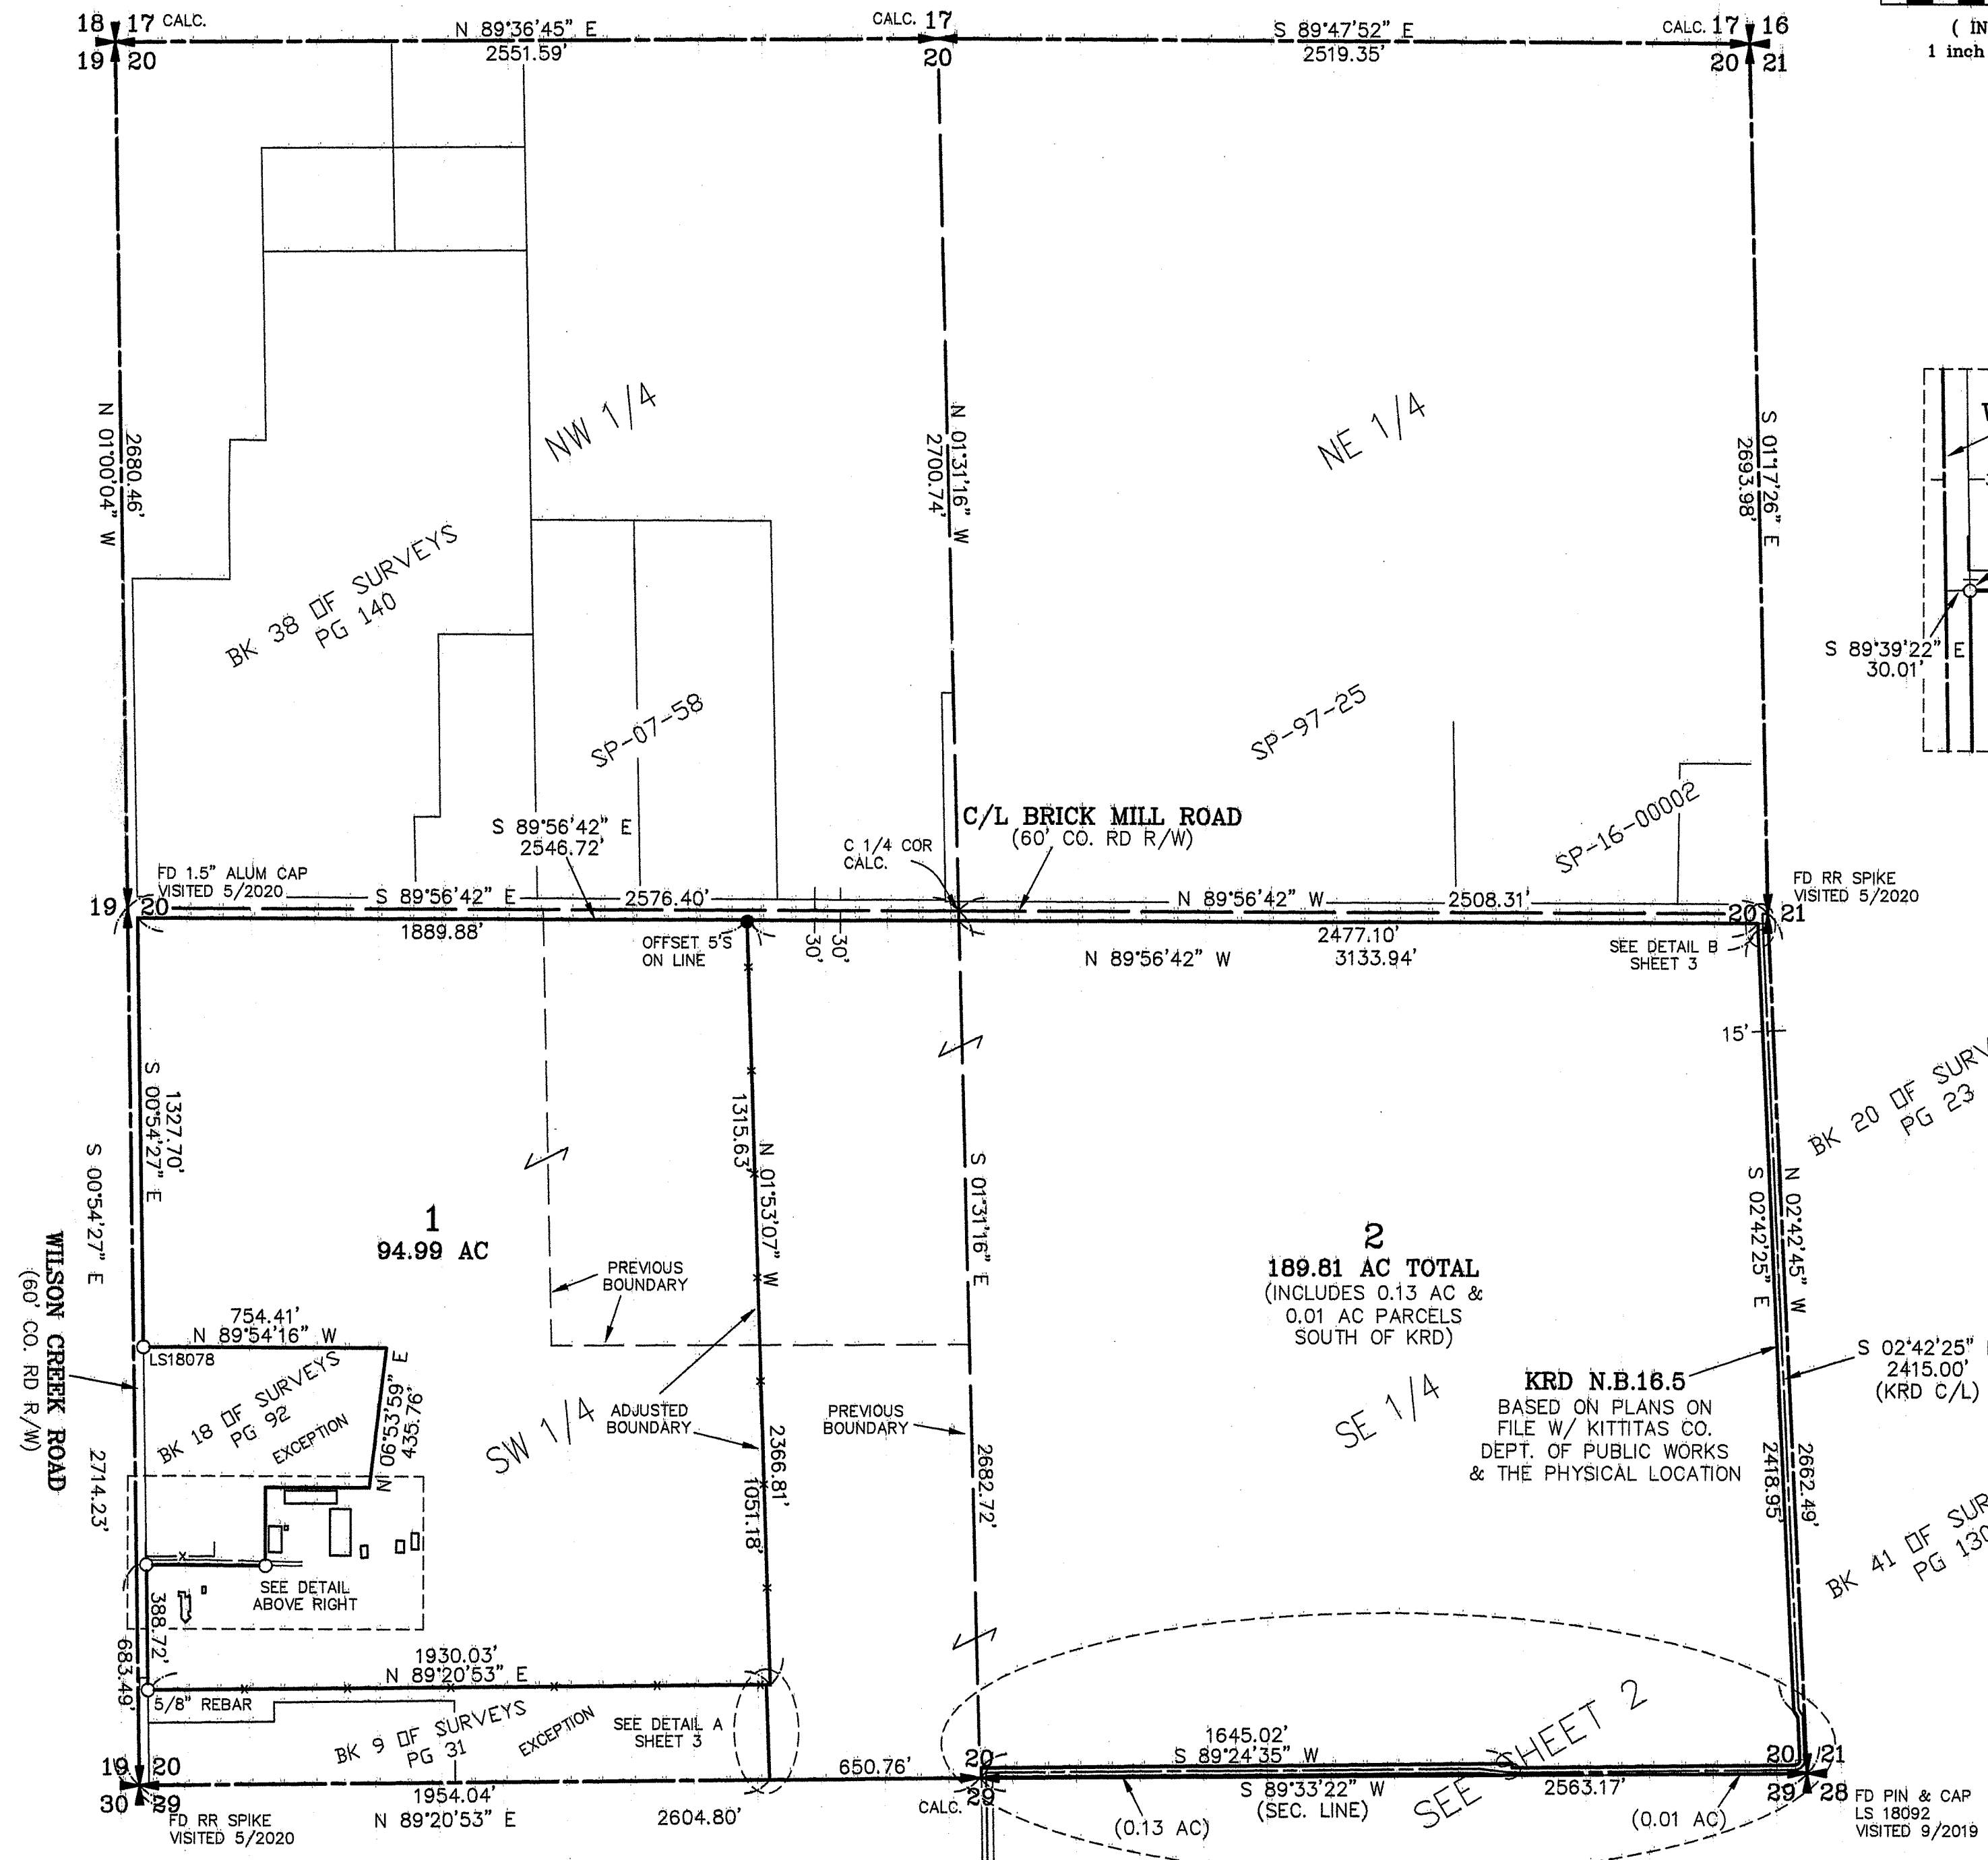 18 17 CALC.
19 20
N 89°36'45" E
2551.59'
CALC. 17
20
S 89°47'52" E
2519.35'
CALC. 17 16
20 21
( IN
1 inch
N 01°00'04" W
2680.46'
NW 1/4
N 01°31'16" W
2700.74'
NE 1/4
S 01°17'26" E
2693.98'
BK 38 OF SURVEYS
PG 140
SP-07-58
SP-97-25
SP-16-00002
S 89°39'22" E
30.01'
S 89°56'42" E
2546.72'
C/L BRICK MILL ROAD
(60' CO. RD R/W)
C 1/4 COR
CALC.
FD 1.5" ALUM CAP
VISITED 5/2020
S 89°56'42" E
2576.40'
N 89°56'42" W
2508.31'
FD RR SPIKE
VISITED 5/2020
19 20
20 21
1889.88'
OFFSET 5'S
ON LINE
30'
30'
2477.10'
N 89°56'42" W
3133.94'
SEE DETAIL B
SHEET 3
15'
BK 20 OF SURV
PG 23
1327.70'
S 00°54'27" E
S 00°54'27" E
2714.23'
WILSON CREEK ROAD
(60' CO. RD R/W)
1
94.99 AC
PREVIOUS
BOUNDARY
1315.63'
N 01°53'07" W
S 01°31'16" E
2
189.81 AC TOTAL
(INCLUDES 0.13 AC &
0.01 AC PARCELS
SOUTH OF KRD)
S 02°42'25" E
N 02°42'45" W
754.41'
N 89°54'16" W
LS18078
BK 18 OF SURVEYS
PG 92
EXCEPTION
N 06°53'59" E
435.76'
SW 1/4
ADJUSTED
BOUNDARY
2366.81'
1051.18'
PREVIOUS
BOUNDARY
2682.72'
SE 1/4
KRD N.B.16.5
BASED ON PLANS ON
FILE W/ KITTITAS CO.
DEPT. OF PUBLIC WORKS
& THE PHYSICAL LOCATION
S 02°42'25"
2415.00'
(KRD C/L)
2418.95'
2662.49'
BK 41 OF SUR
PG 130
SEE DETAIL
ABOVE RIGHT
388.72'
683.49'
1930.03'
N 89°20'53" E
5/8" REBAR
BK 9 OF SURVEYS
PG 31
EXCEPTION
SEE DETAIL A
SHEET 3
650.76'
19 20
30 29
FD RR SPIKE
VISITED 5/2020
1954.04'
N 89°20'53" E
2604.80'
CALC.
20
29
1645.02'
S 89°24'35" W
S 89°33'22" W
(SEC. LINE)
2563.17'
SEE SHEET 2
(0.13 AC)
(0.01 AC)
20 21
29 28
FD PIN & CAP
LS 18092
VISITED 9/2019